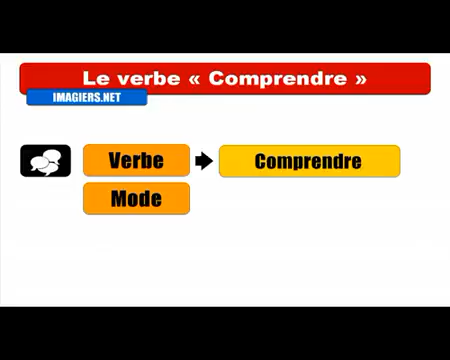 Le verbe « Comprendre »
IMAGIERS.NET
Verbe Comprendre
Mode